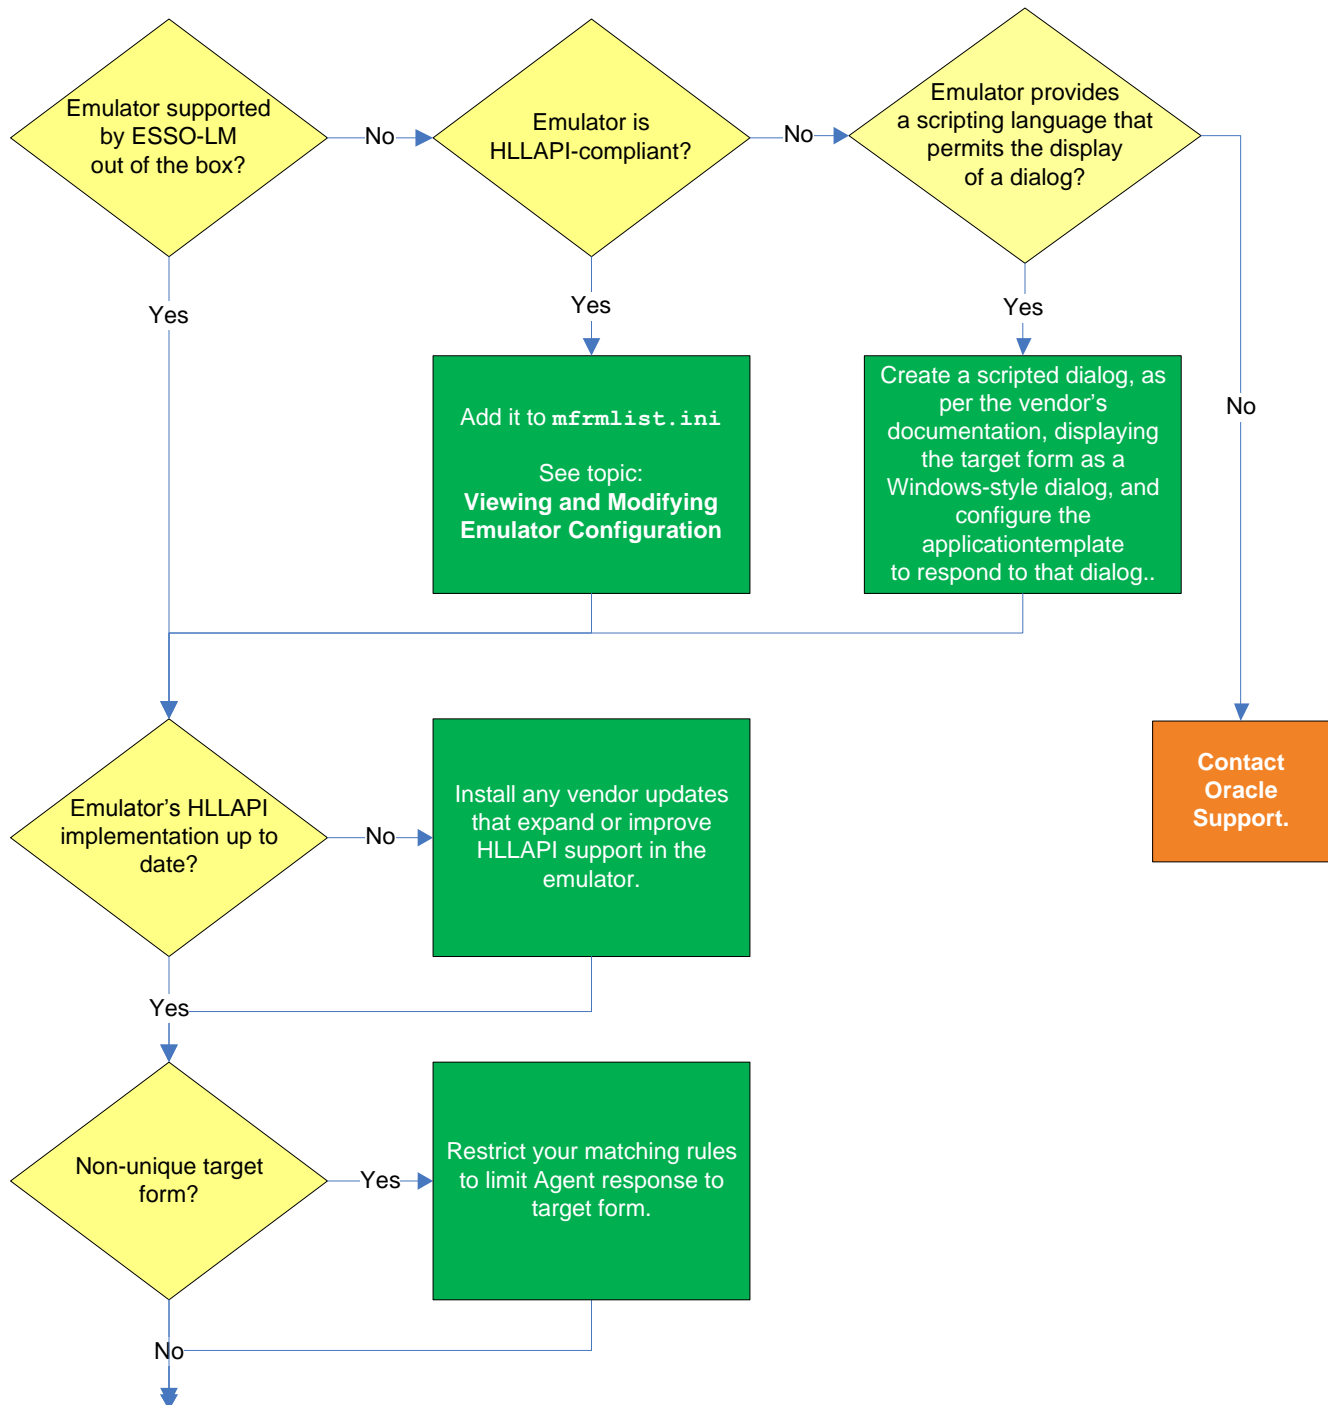 Emulator supported
by ESSO-LM
out of the box?
No
Emulator is
HLLAPI-compliant?
No
Emulator provides
a scripting language that
permits the display
of a dialog?
Yes
Yes
Yes
No
Add it to mfrmlist.ini
See topic:
Viewing and Modifying
Emulator Configuration
Create a scripted dialog, as
per the vendor’s
documentation, displaying
the target form as a
Windows-style dialog, and
configure the
applicationtemplate
to respond to that dialog..
Emulator’s HLLAPI
implementation up to
date?
No
Install any vendor updates
that expand or improve
HLLAPI support in the
emulator.
Contact
Oracle
Support.
Yes
Non-unique target
form?
Yes
Restrict your matching rules
to limit Agent response to
target form.
No